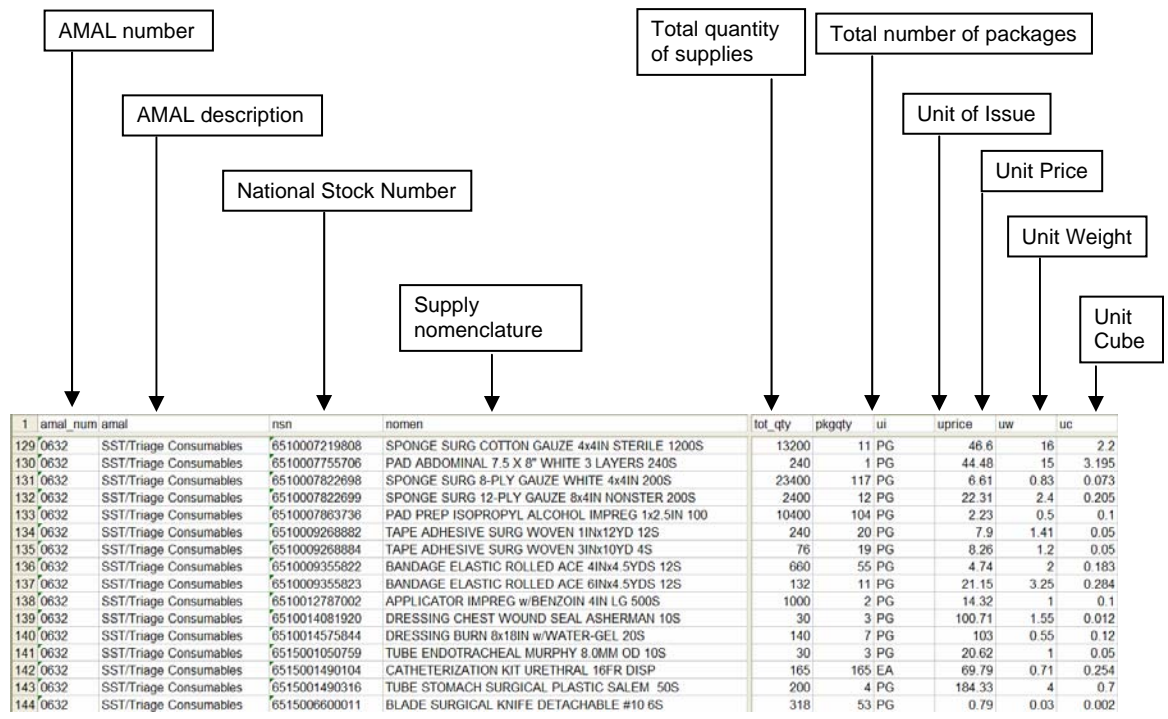 AMAL number
Total quantity
of supplies
Total number of packages
AMAL description
Unit of Issue
National Stock Number
Unit Price
Unit Weight
Supply
nomenclature
Unit
Cube
1 amal_num amal nsn nomen tot_qty pkgqty ui uprice uw uc
129 0632 SST/Triage Consumables 6510007219808 SPONGE SURG COTTON GAUZE 4x4IN STERILE 1200S 13200 11 PG 46.6 16 2.2
130 0632 SST/Triage Consumables 6510007755706 PAD ABDOMINAL 7.5 X 8" WHITE 3 LAYERS 240S 240 1 PG 44.48 15 3.195
131 0632 SST/Triage Consumables 6510007822698 SPONGE SURG 8-PLY GAUZE WHITE 4x4IN 200S 23400 117 PG 6.61 0.83 0.073
132 0632 SST/Triage Consumables 6510007822699 SPONGE SURG 12-PLY GAUZE 8x4IN NONSTER 200S 2400 12 PG 22.31 2.4 0.205
133 0632 SST/Triage Consumables 6510007863736 PAD PREP ISOPROPYL ALCOHOL IMPREG 1x2.5IN 100 10400 104 PG 2.23 0.5 0.1
134 0632 SST/Triage Consumables 6510009268882 TAPE ADHESIVE SURG WOVEN 1INx12YD 12S 240 20 PG 7.9 1.41 0.05
135 0632 SST/Triage Consumables 6510009268884 TAPE ADHESIVE SURG WOVEN 3INx10YD 4S 76 19 PG 8.26 1.2 0.05
136 0632 SST/Triage Consumables 6510009355822 BANDAGE ELASTIC ROLLED ACE 4INx4.5YDS 12S 660 55 PG 4.74 2 0.183
137 0632 SST/Triage Consumables 6510009355823 BANDAGE ELASTIC ROLLED ACE 6INx4.5YDS 12S 132 11 PG 21.15 3.25 0.284
138 0632 SST/Triage Consumables 6510012787002 APPLICATOR IMPREG w/BENZOIN 4IN LG 500S 1000 2 PG 14.32 1 0.1
139 0632 SST/Triage Consumables 6510014081920 DRESSING CHEST WOUND SEAL ASHERMAN 10S 30 3 PG 100.71 1.55 0.012
140 0632 SST/Triage Consumables 6510014575844 DRESSING BURN 8x18IN w/WATER-GEL 20S 140 7 PG 103 0.55 0.12
141 0632 SST/Triage Consumables 6515001050759 TUBE ENDOTRACHEAL MURPHY 8.0MM OD 10S 30 3 PG 20.62 1 0.05
142 0632 SST/Triage Consumables 6515001490104 CATHETERIZATION KIT URETHRAL 16FR DISP 165 165 EA 69.79 0.71 0.254
143 0632 SST/Triage Consumables 6515001490316 TUBE STOMACH SURGICAL PLASTIC SALEM 50S 200 4 PG 184.33 4 0.7
144 0632 SST/Triage Consumables 6515006600011 BLADE SURGICAL KNIFE DETACHABLE #10 6S 318 53 PG 0.79 0.03 0.002